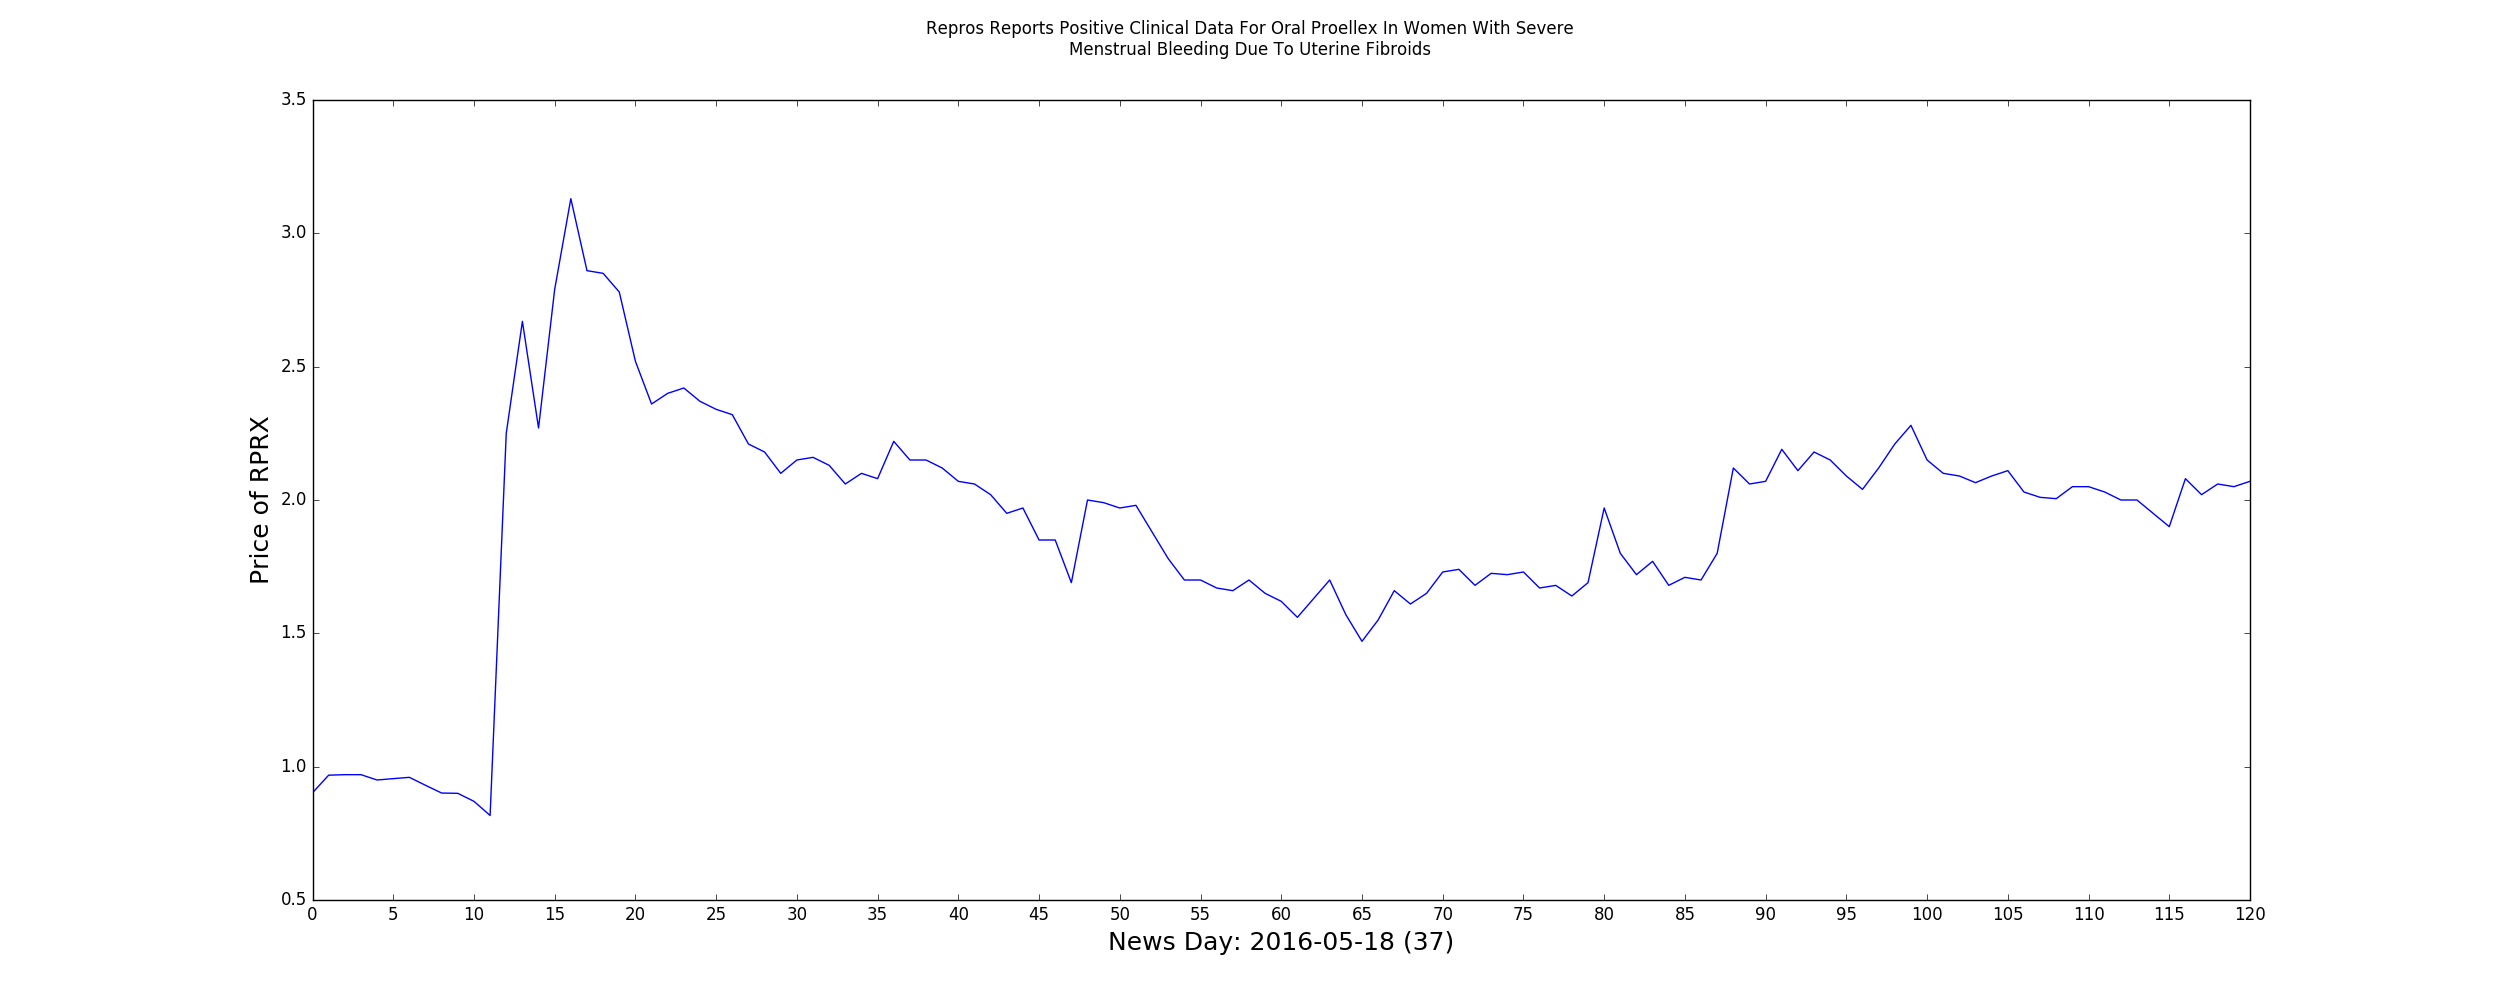 Repros Reports Positive Clinical Data For Oral Proellex In Women With Severe
Menstrual Bleeding Due To Uterine Fibroids
3.5
3.0
2.5
2.0
1.5
1.0
0.5
Price of RPRX
0 5 10 15 20 25 30 35 40 45 50 55 60 65 70 75 80 85 90 95 100 105 110 115 120
News Day: 2016-05-18 (37)